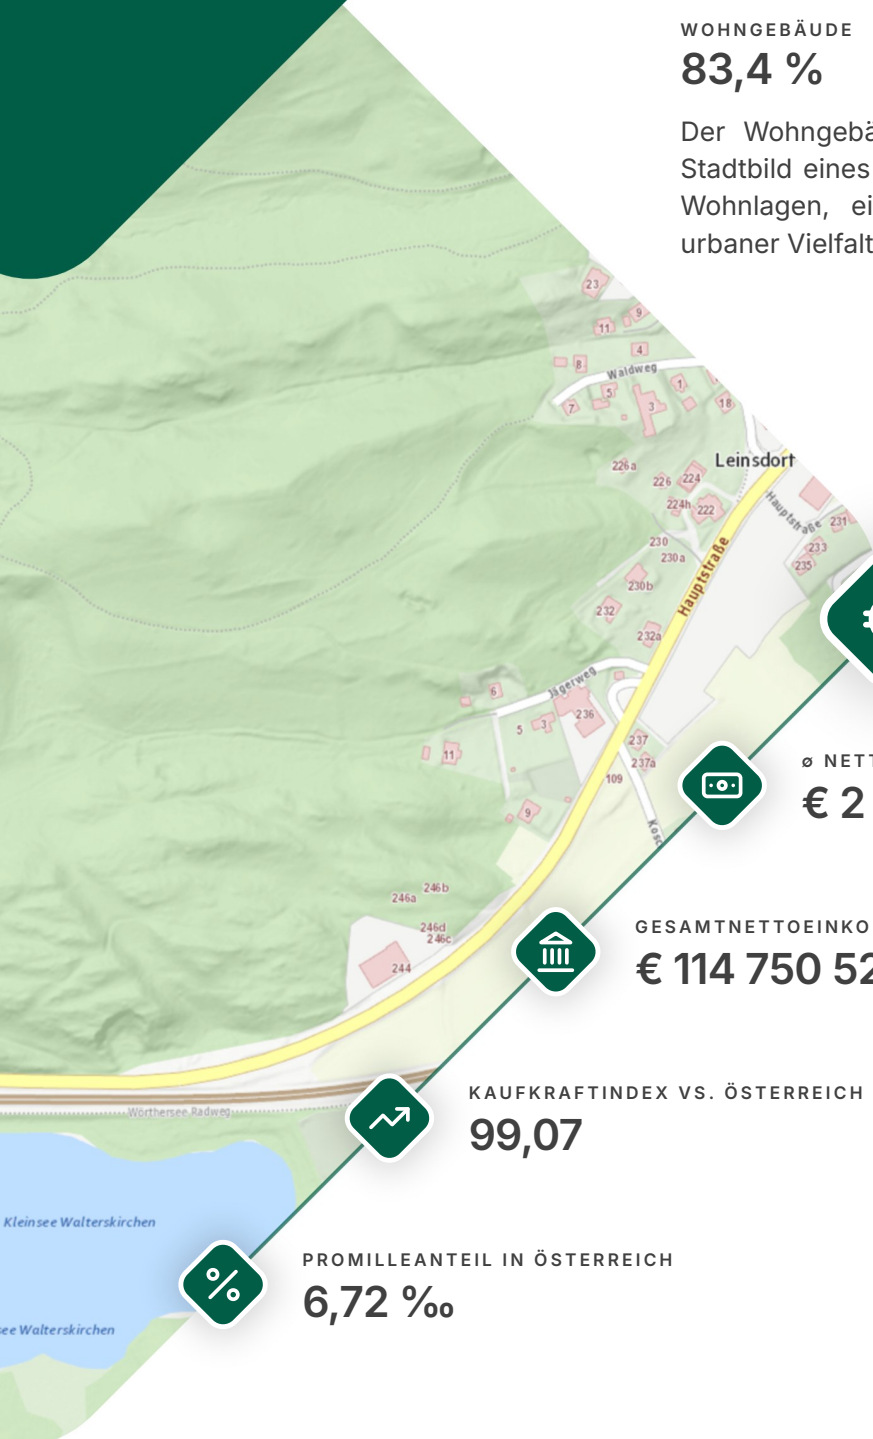 WOHNGEBÄUDE
83,4 %
Der Wohngebä
Stadtbild eines
Wohnlagen, ei
urbaner Vielfalt
23
9
11
4
8
Waldweg
1
5
7
3
18
Leinsdorf
226a
226
224
224h
222
Hauptstraße
231
233
235
230
230a
Hauptstraße
230b
232
232a
Jägerweg
6
236
5
3
237
11
237a
109
9
Kosc
ø NETT
€ 2
246b
246a
246d
246c
244
GESAMTNETTOEINKO
€ 114 750 52
KAUFKRAFTINDEX VS. ÖSTERREICH
99,07
Wörthersee Radweg
Kleinsee Walterskirchen
PROMILLEANTEIL IN ÖSTERREICH
6,72 ‰
see Walterskirchen